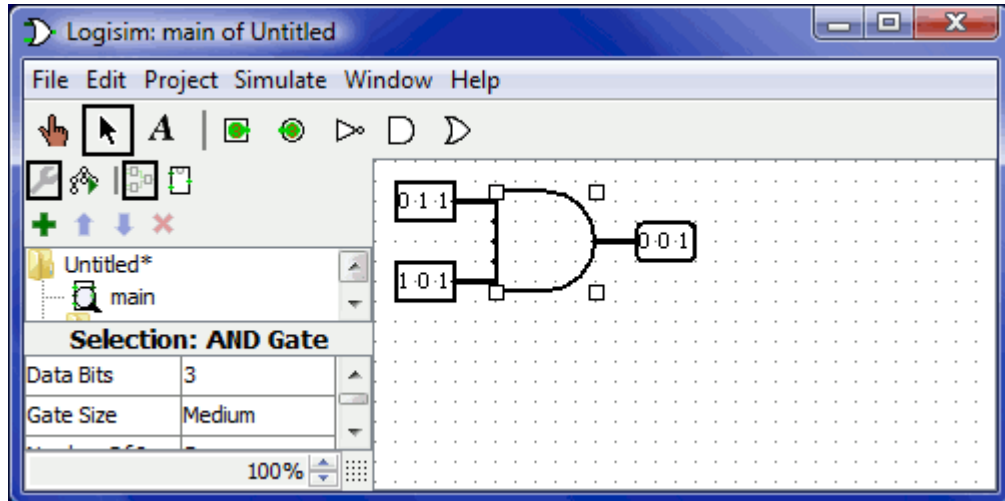 Logisim: main of Untitled
File Edit Project Simulate Window Help
A
0 1 1
0 0 1
1 0 1
Untitled*
main
Selection: AND Gate
Data Bits 3
Gate Size Medium
100%